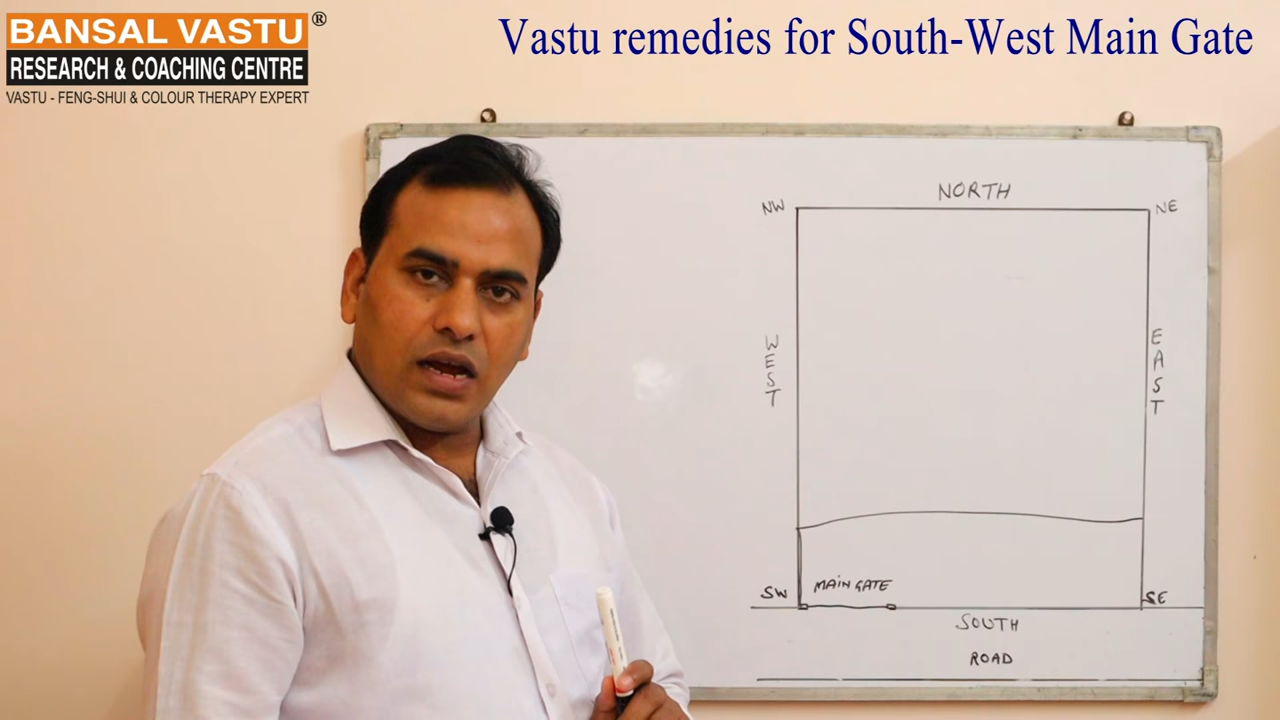 BANSAL VASTU ®
RESEARCH & COACHING CENTRE
VASTU - FENG-SHUI & COLOUR THERAPY EXPERT
Vastu remedies for South-West Main Gate
NORTH
NW
NE
WEST
EAST
SW
MAIN GATE
SE
SOUTH
ROAD